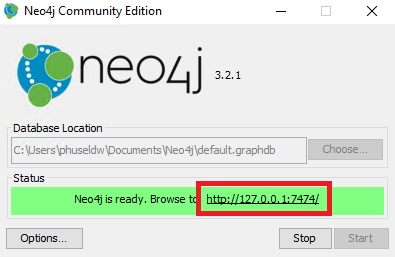 Neo4j Community Edition
neo4j 3.2.1
Database Location
C:\Users\phuseldw\Documents\Neo4j\default.graphdb
Choose...
Status
Neo4j is ready. Browse to http://127.0.0.1:7474/
Options...
Stop
Start